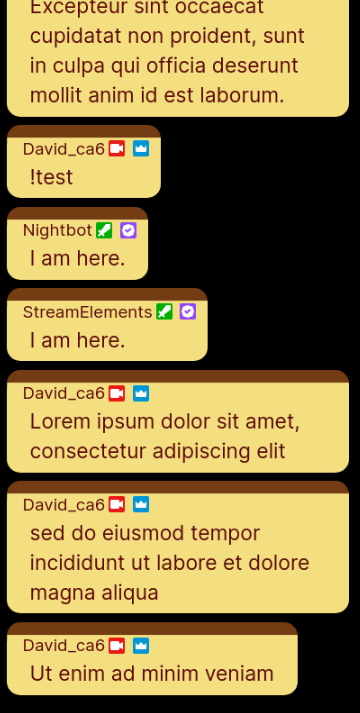 Excepteur sint occaecat
cupidatat non proident, sunt
in culpa qui officia deserunt
mollit anim id est laborum.
David_ca6
!test
Nightbot
I am here.
StreamElements
I am here.
David_ca6
Lorem ipsum dolor sit amet,
consectetur adipiscing elit
David_ca6
sed do eiusmod tempor
incididunt ut labore et dolore
magna aliqua
David_ca6
Ut enim ad minim veniam